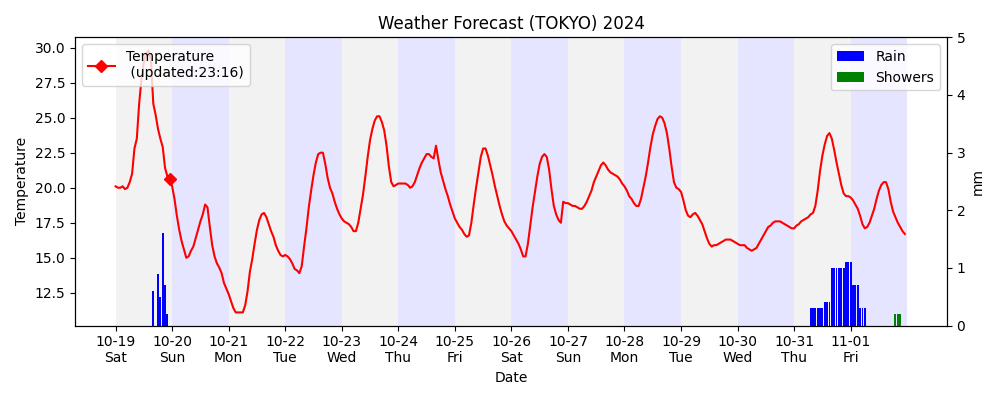 Weather Forecast (TOKYO) 2024
Temperature
(updated:23:16)
Rain
Showers
30.0
27.5
25.0
22.5
20.0
17.5
15.0
12.5
Temperature
5
4
3
2
1
0
mm
10-19 10-20 10-21 10-22 10-23 10-24 10-25 10-26 10-27 10-28 10-29 10-30 10-31 11-01
Sat Sun Mon Tue Wed Thu Fri Sat Sun Mon Tue Wed Thu Fri
Date